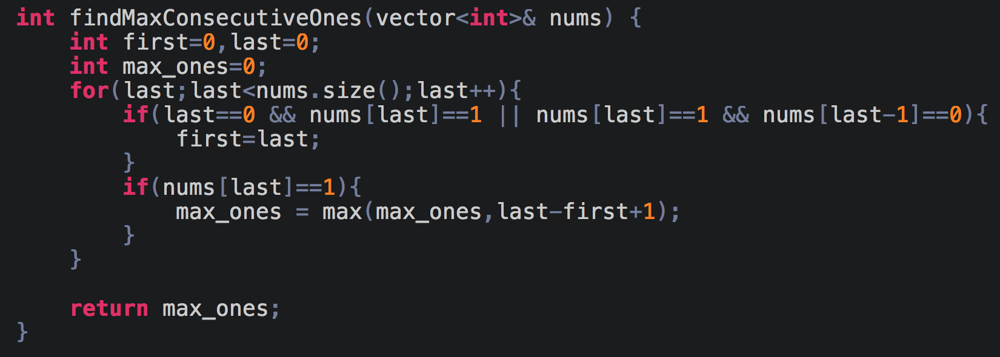 int findMaxConsecutiveOnes(vector<int>& nums) {
    int first=0,last=0;
    int max_ones=0;
    for(last;last<nums.size();last++){
        if(last==0 && nums[last]==1 || nums[last]==1 && nums[last-1]==0){
            first=last;
        }
        if(nums[last]==1){
            max_ones = max(max_ones,last-first+1);
        }
    }

    return max_ones;
}